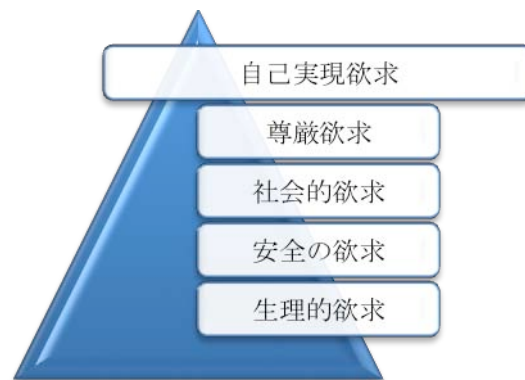 自己実現欲求
尊厳欲求
社会的欲求
安全の欲求
生理的欲求